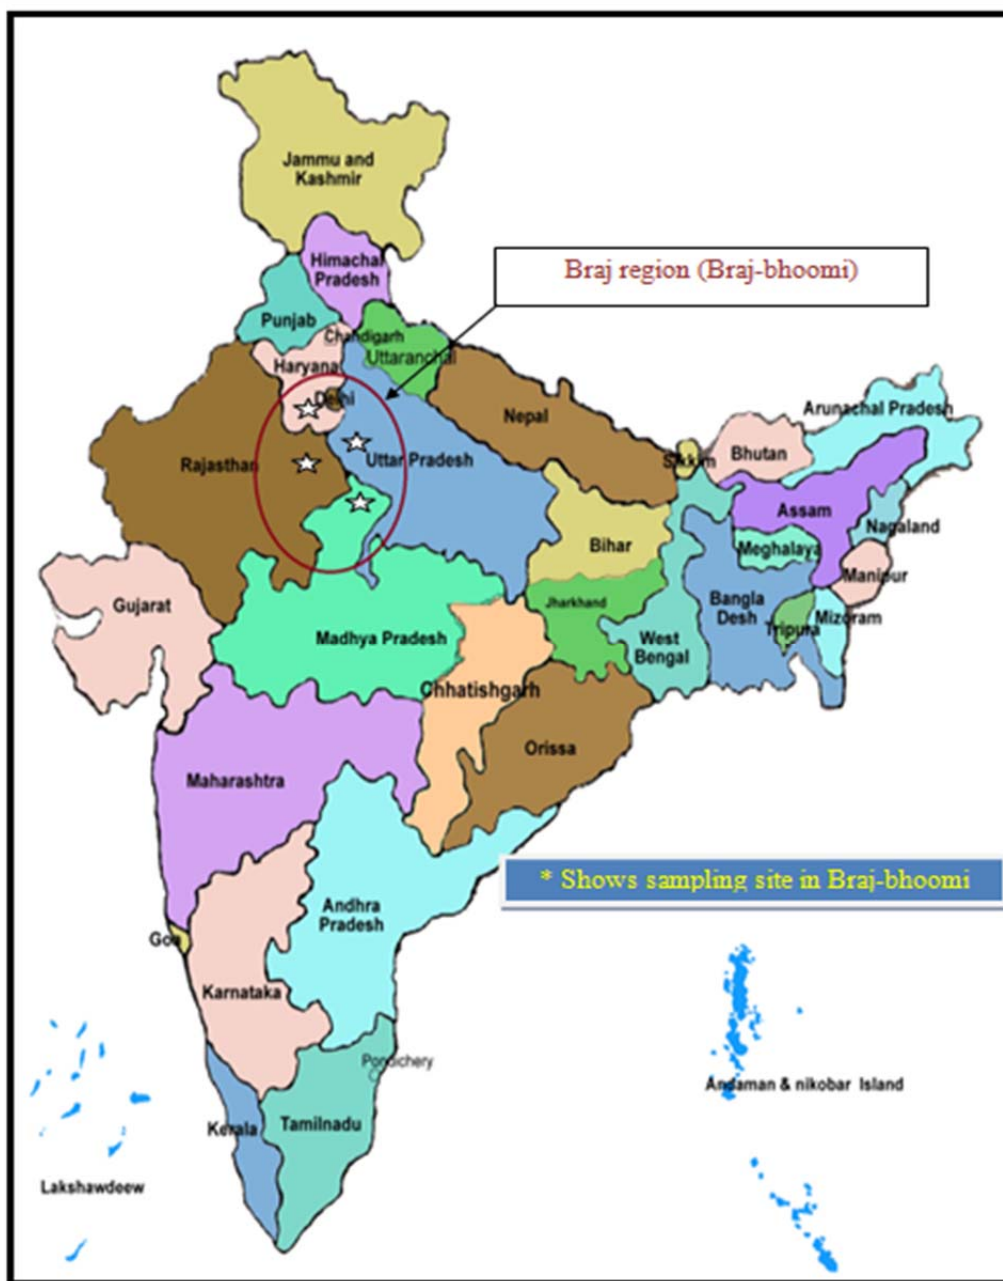 Jammu and
Kashmir
Himachal
Pradesh
Braj region (Braj-bhoomi)
Punjab
Chandigarh
Uttaranchal
Haryana
Delhi
Nepal
Arunachal Pradesh
Rajasthan
Uttar Pradesh
Sikkim
Bhutan
Assam
Nagaland
Bihar
Meghalaya
Manipur
Gujarat
Jharkhand
Bangla
Desh
Tripura
Mizoram
Madhya Pradesh
West
Bengal
Chhatishgarh
Orissa
Maharashtra
* Shows sampling site in Braj-bhoomi
Andhra
Pradesh
Goa
Karnataka
Pondichery
Andaman & nikobar Island
Kerala
Tamilnadu
Lakshawdeew